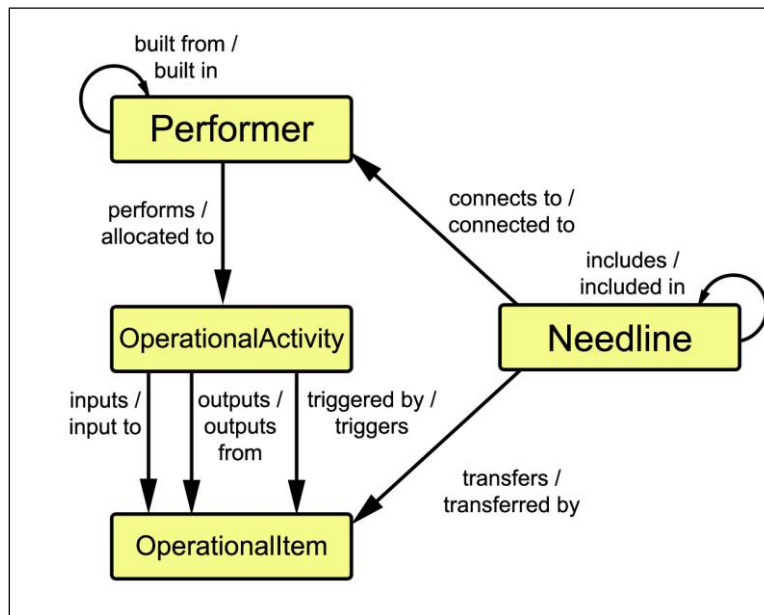 built from /
built in
Performer
performs /
allocated to
connects to /
connected to
includes /
included in
OperationalActivity
Needline
inputs /
input to
outputs /
outputs
from
triggered by /
triggers
transfers /
transferred by
OperationalItem